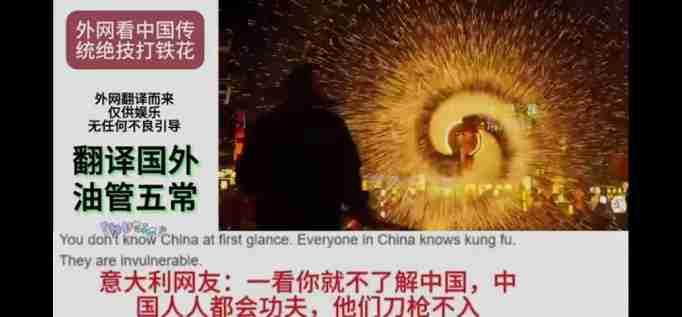 外网看中国传
统绝技打铁花
外网翻译而来
仅供娱乐
无任何不良引导
翻译国外
油管五常
You don't know China at first glance. Everyone in China knows kung fu.
They are invulnerable.
意大利网友：一看你就不了解中国，中
国人人都会功夫，他们刀枪不入